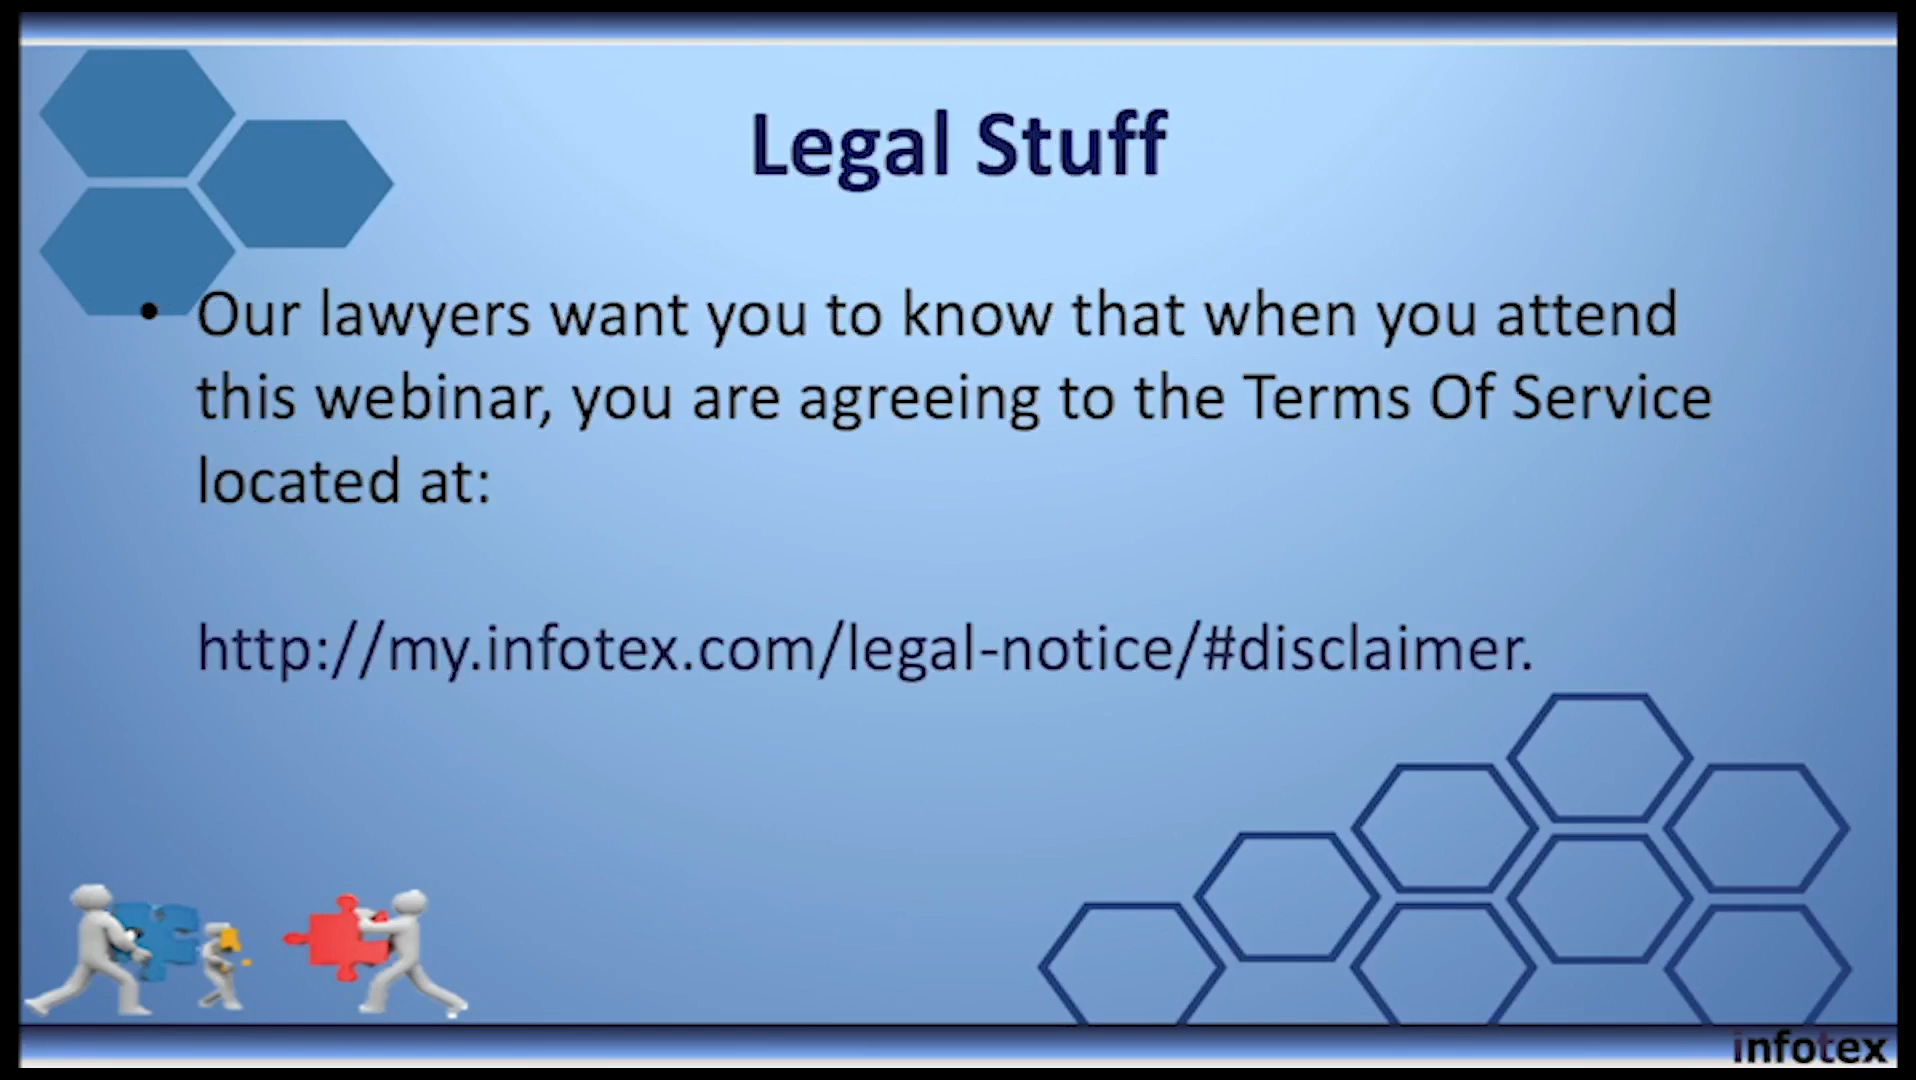 Legal Stuff
• Our lawyers want you to know that when you attend
this webinar, you are agreeing to the Terms Of Service
located at:
http://my.infotex.com/legal-notice/#disclaimer.
infotex